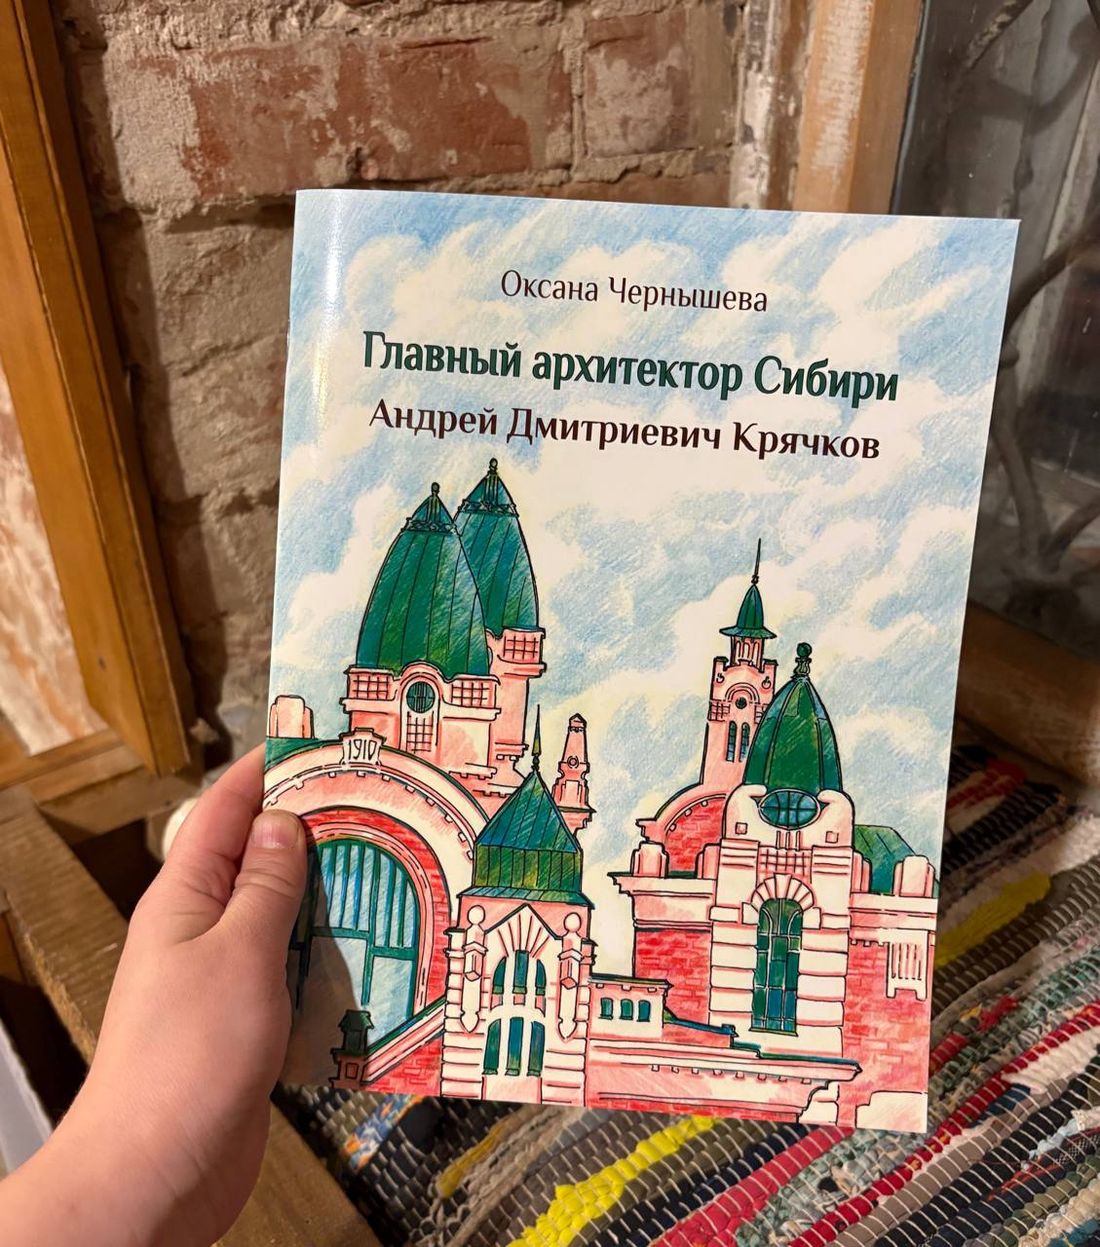 Оксана Чернышева
Главный архитектор Сибири
Андрей Дмитриевич Крячков
1910